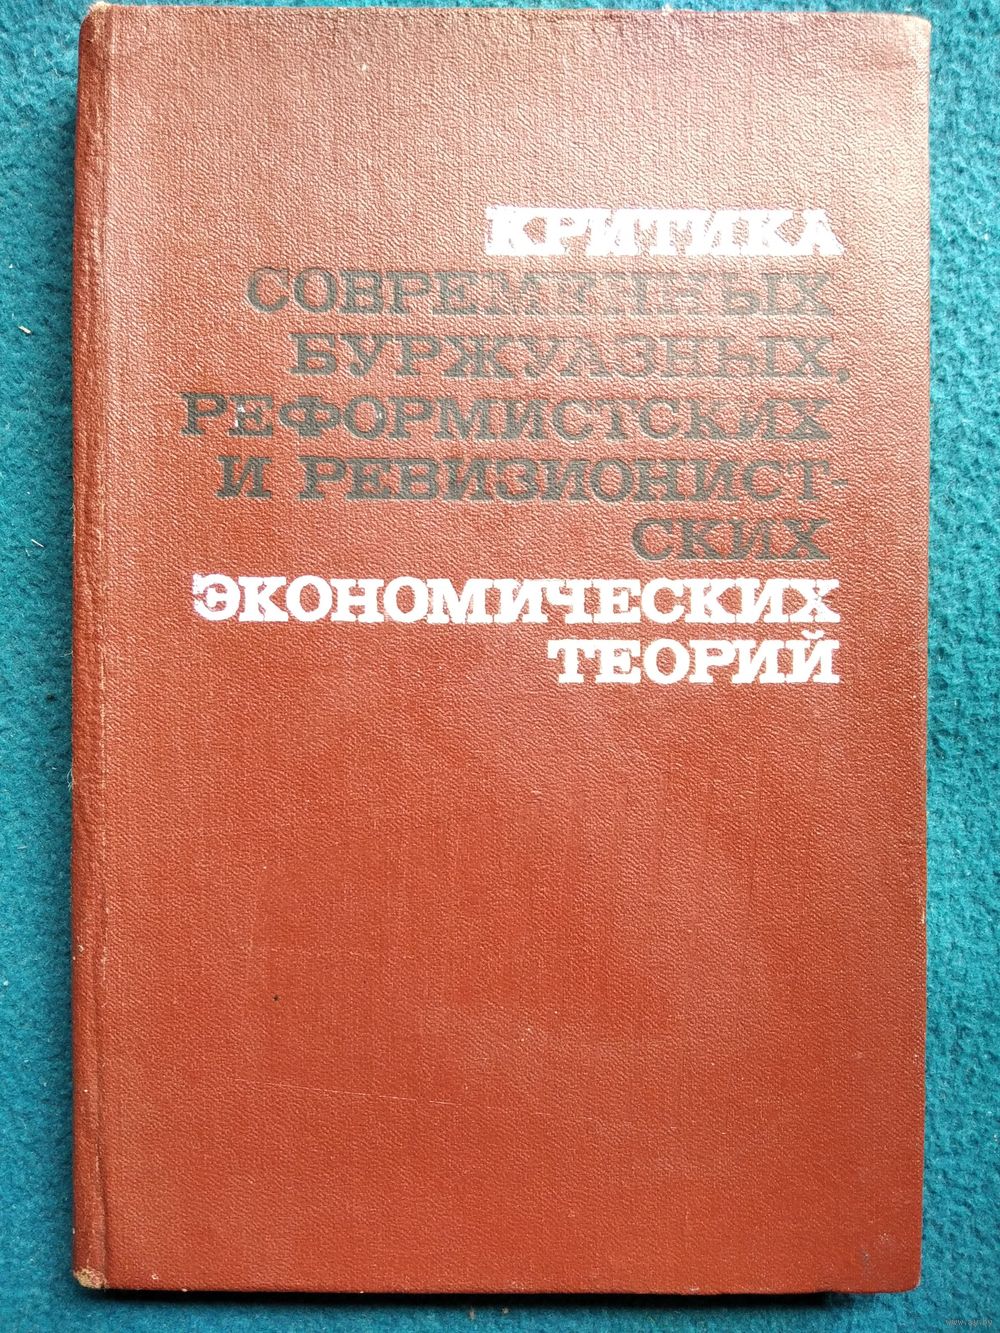 КРИТИКА
СОВРЕМЕННЫХ
БУРЖУАЗНЫХ,
РЕФОРМИСТСКИХ
И РЕВИЗИОНИСТ-
СКИХ
ЭКОНОМИЧЕСКИХ
ТЕОРИЙ